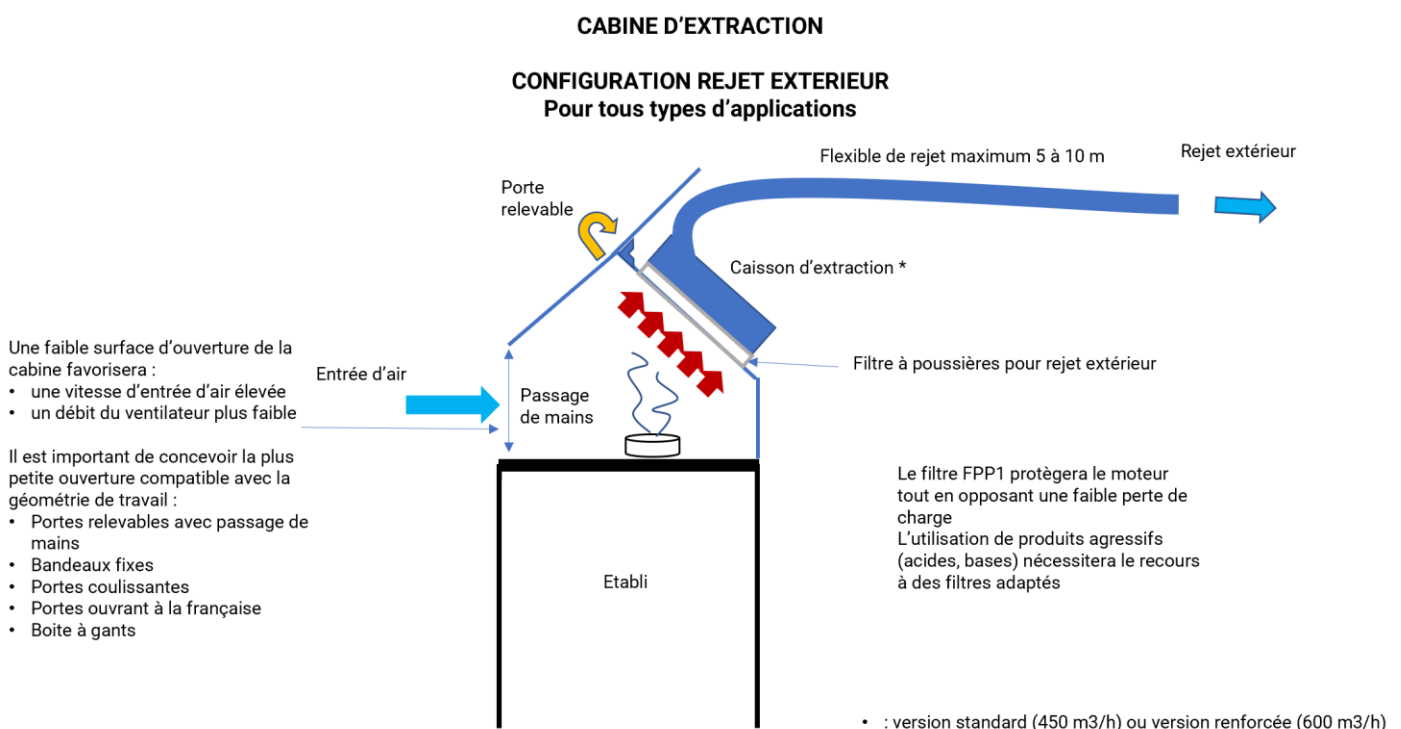 CABINE D’EXTRACTION
CONFIGURATION REJET EXTERIEUR
Pour tous types d’applications
Flexible de rejet maximum 5 à 10 m
Rejet extérieur
Porte
relevable
Caisson d’extraction *
Une faible surface d’ouverture de la
cabine favorisera :
• une vitesse d’entrée d’air élevée
• un débit du ventilateur plus faible
Entrée d’air
Passage
de mains
Filtre à poussières pour rejet extérieur
Il est important de concevoir la plus
petite ouverture compatible avec la
géométrie de travail :
• Portes relevables avec passage de
mains
• Bandeaux fixes
• Portes coulissantes
• Portes ouvrant à la française
• Boite à gants
Le filtre FPP1 protègera le moteur
tout en opposant une faible perte de
charge
L’utilisation de produits agressifs
(acides, bases) nécessitera le recours
à des filtres adaptés
Etabli
• : version standard (450 m3/h) ou version renforcée (600 m3/h)